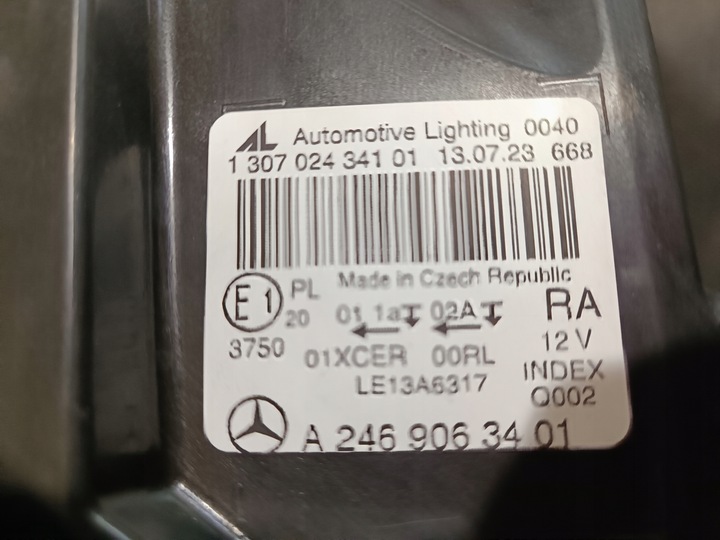 AL Automotive Lighting 0040
1 307 024 341 01 13.07.23 668
Made in Czech Republic
E1 PL 01 1a 02A RA
20
3750 01XCER 00RL 12 V
LE13A6317 INDEX
Q002
A 246 906 34 01